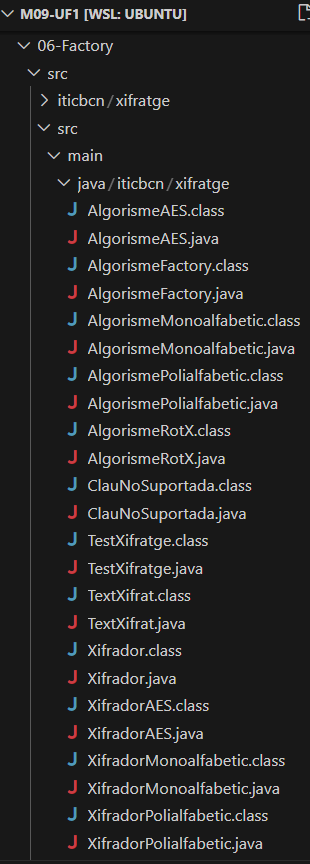 M09-UF1 [WSL: UBUNTU]
06-Factory
src
iticbcn/xifratge
src
main
java/iticbcn/xifratge
J AlgorismeAES.class
J AlgorismeAES.java
J AlgorismeFactory.class
J AlgorismeFactory.java
J AlgorismeMonoalfabetic.class
J AlgorismeMonoalfabetic.java
J AlgorismePolialfabetic.class
J AlgorismePolialfabetic.java
J AlgorismeRotX.class
J AlgorismeRotX.java
J ClauNoSuportada.class
J ClauNoSuportada.java
J TestXifratge.class
J TestXifratge.java
J TextXifrat.class
J TextXifrat.java
J Xifrador.class
J Xifrador.java
J XifradorAES.class
J XifradorAES.java
J XifradorMonoalfabetic.class
J XifradorMonoalfabetic.java
J XifradorPolialfabetic.class
J XifradorPolialfabetic.java